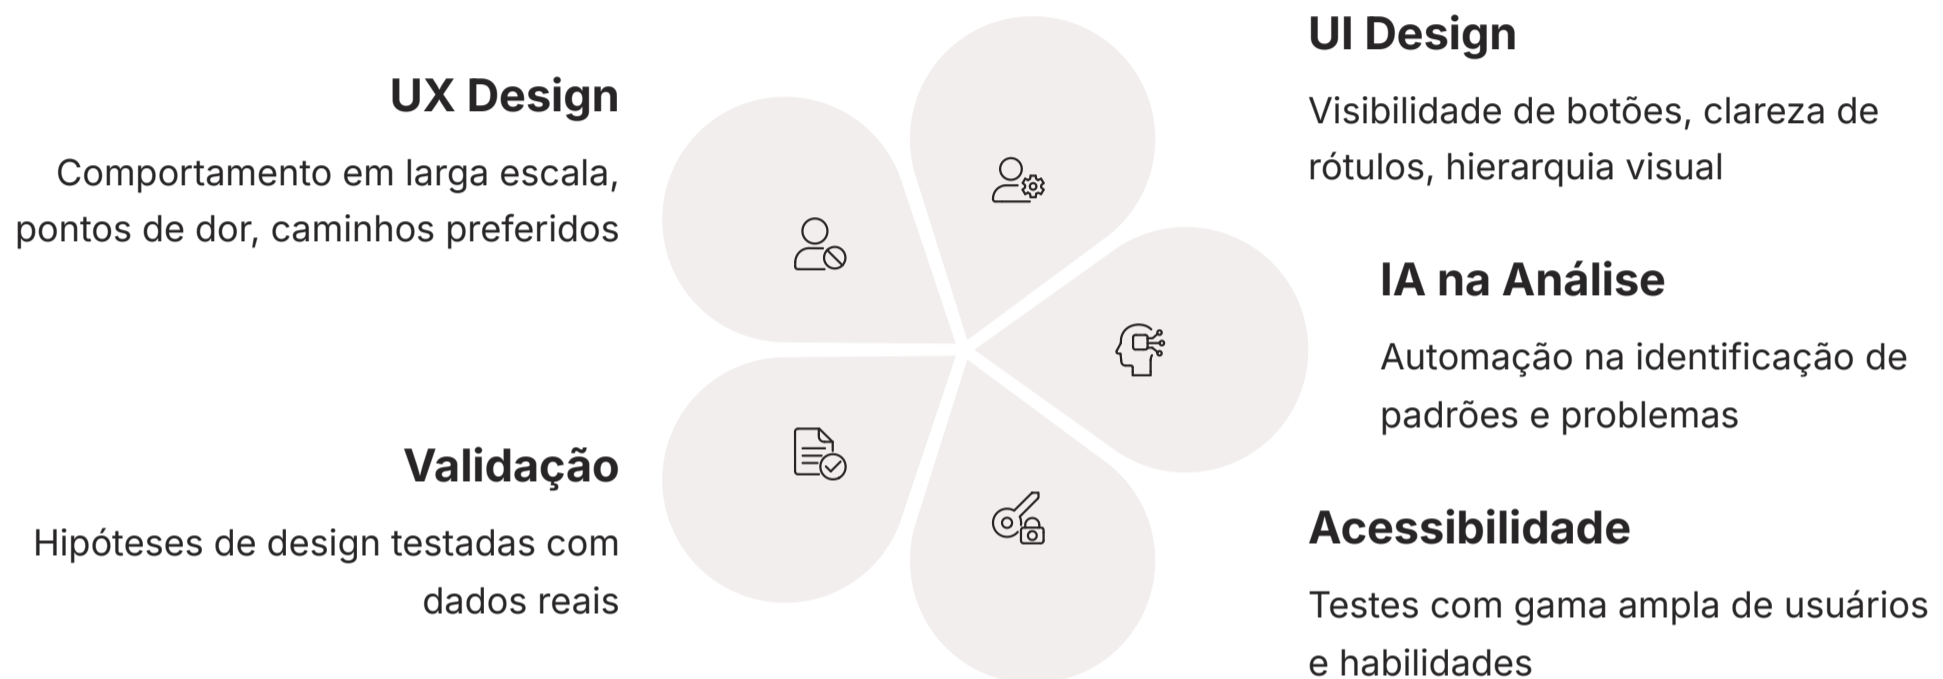 UX Design
Comportamento em larga escala,
pontos de dor, caminhos preferidos
UI Design
Visibilidade de botões, clareza de
rótulos, hierarquia visual
IA na Análise
Automação na identificação de
padrões e problemas
Validação
Hipóteses de design testadas com
dados reais
Acessibilidade
Testes com gama ampla de usuários
e habilidades